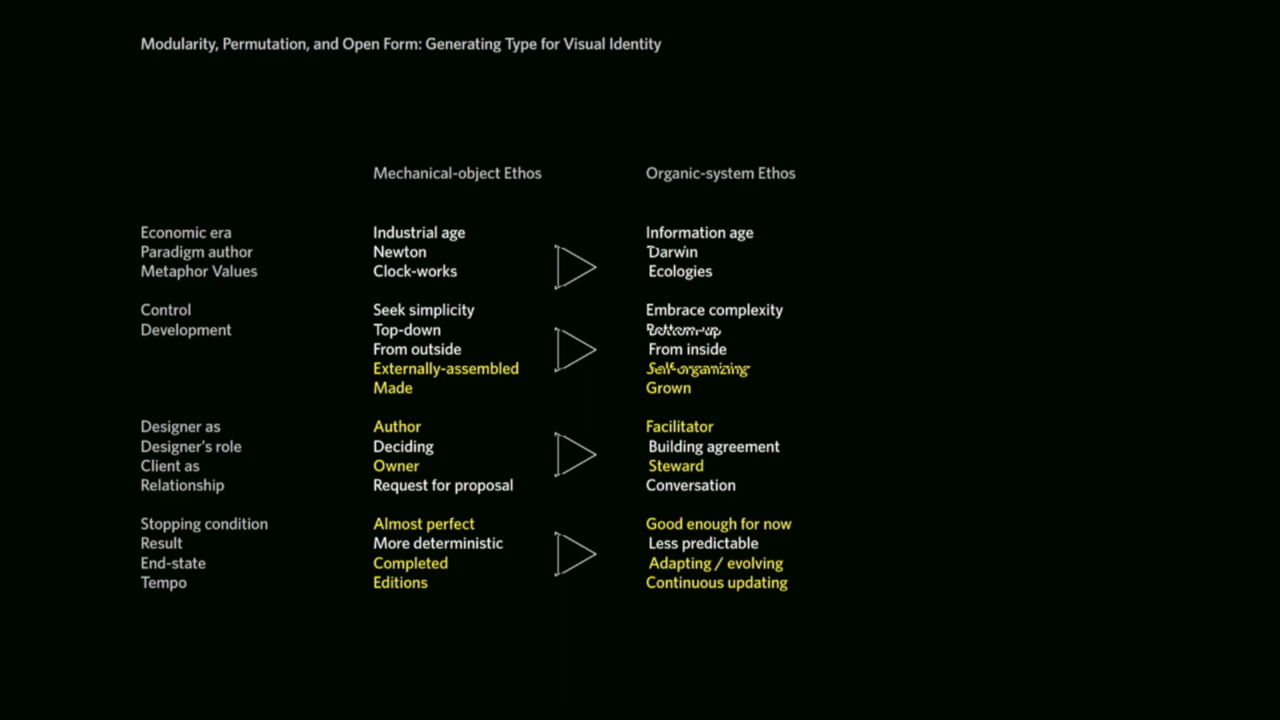 Modularity, Permutation, and Open Form: Generating Type for Visual Identity
Mechanical-object Ethos Organic-system Ethos
Economic era Industrial age Information age
Paradigm author Newton Darwin
Metaphor Values Clock-works Ecologies
Control Seek simplicity Embrace complexity
Development Top-down Bottom-up
From outside From inside
Externally-assembled Self-organizing
Made Grown
Designer as Author Facilitator
Designer's role Deciding Building agreement
Client as Owner Steward
Relationship Request for proposal Conversation
Stopping condition Almost perfect Good enough for now
Result More deterministic Less predictable
End-state Completed Adapting / evolving
Tempo Editions Continuous updating